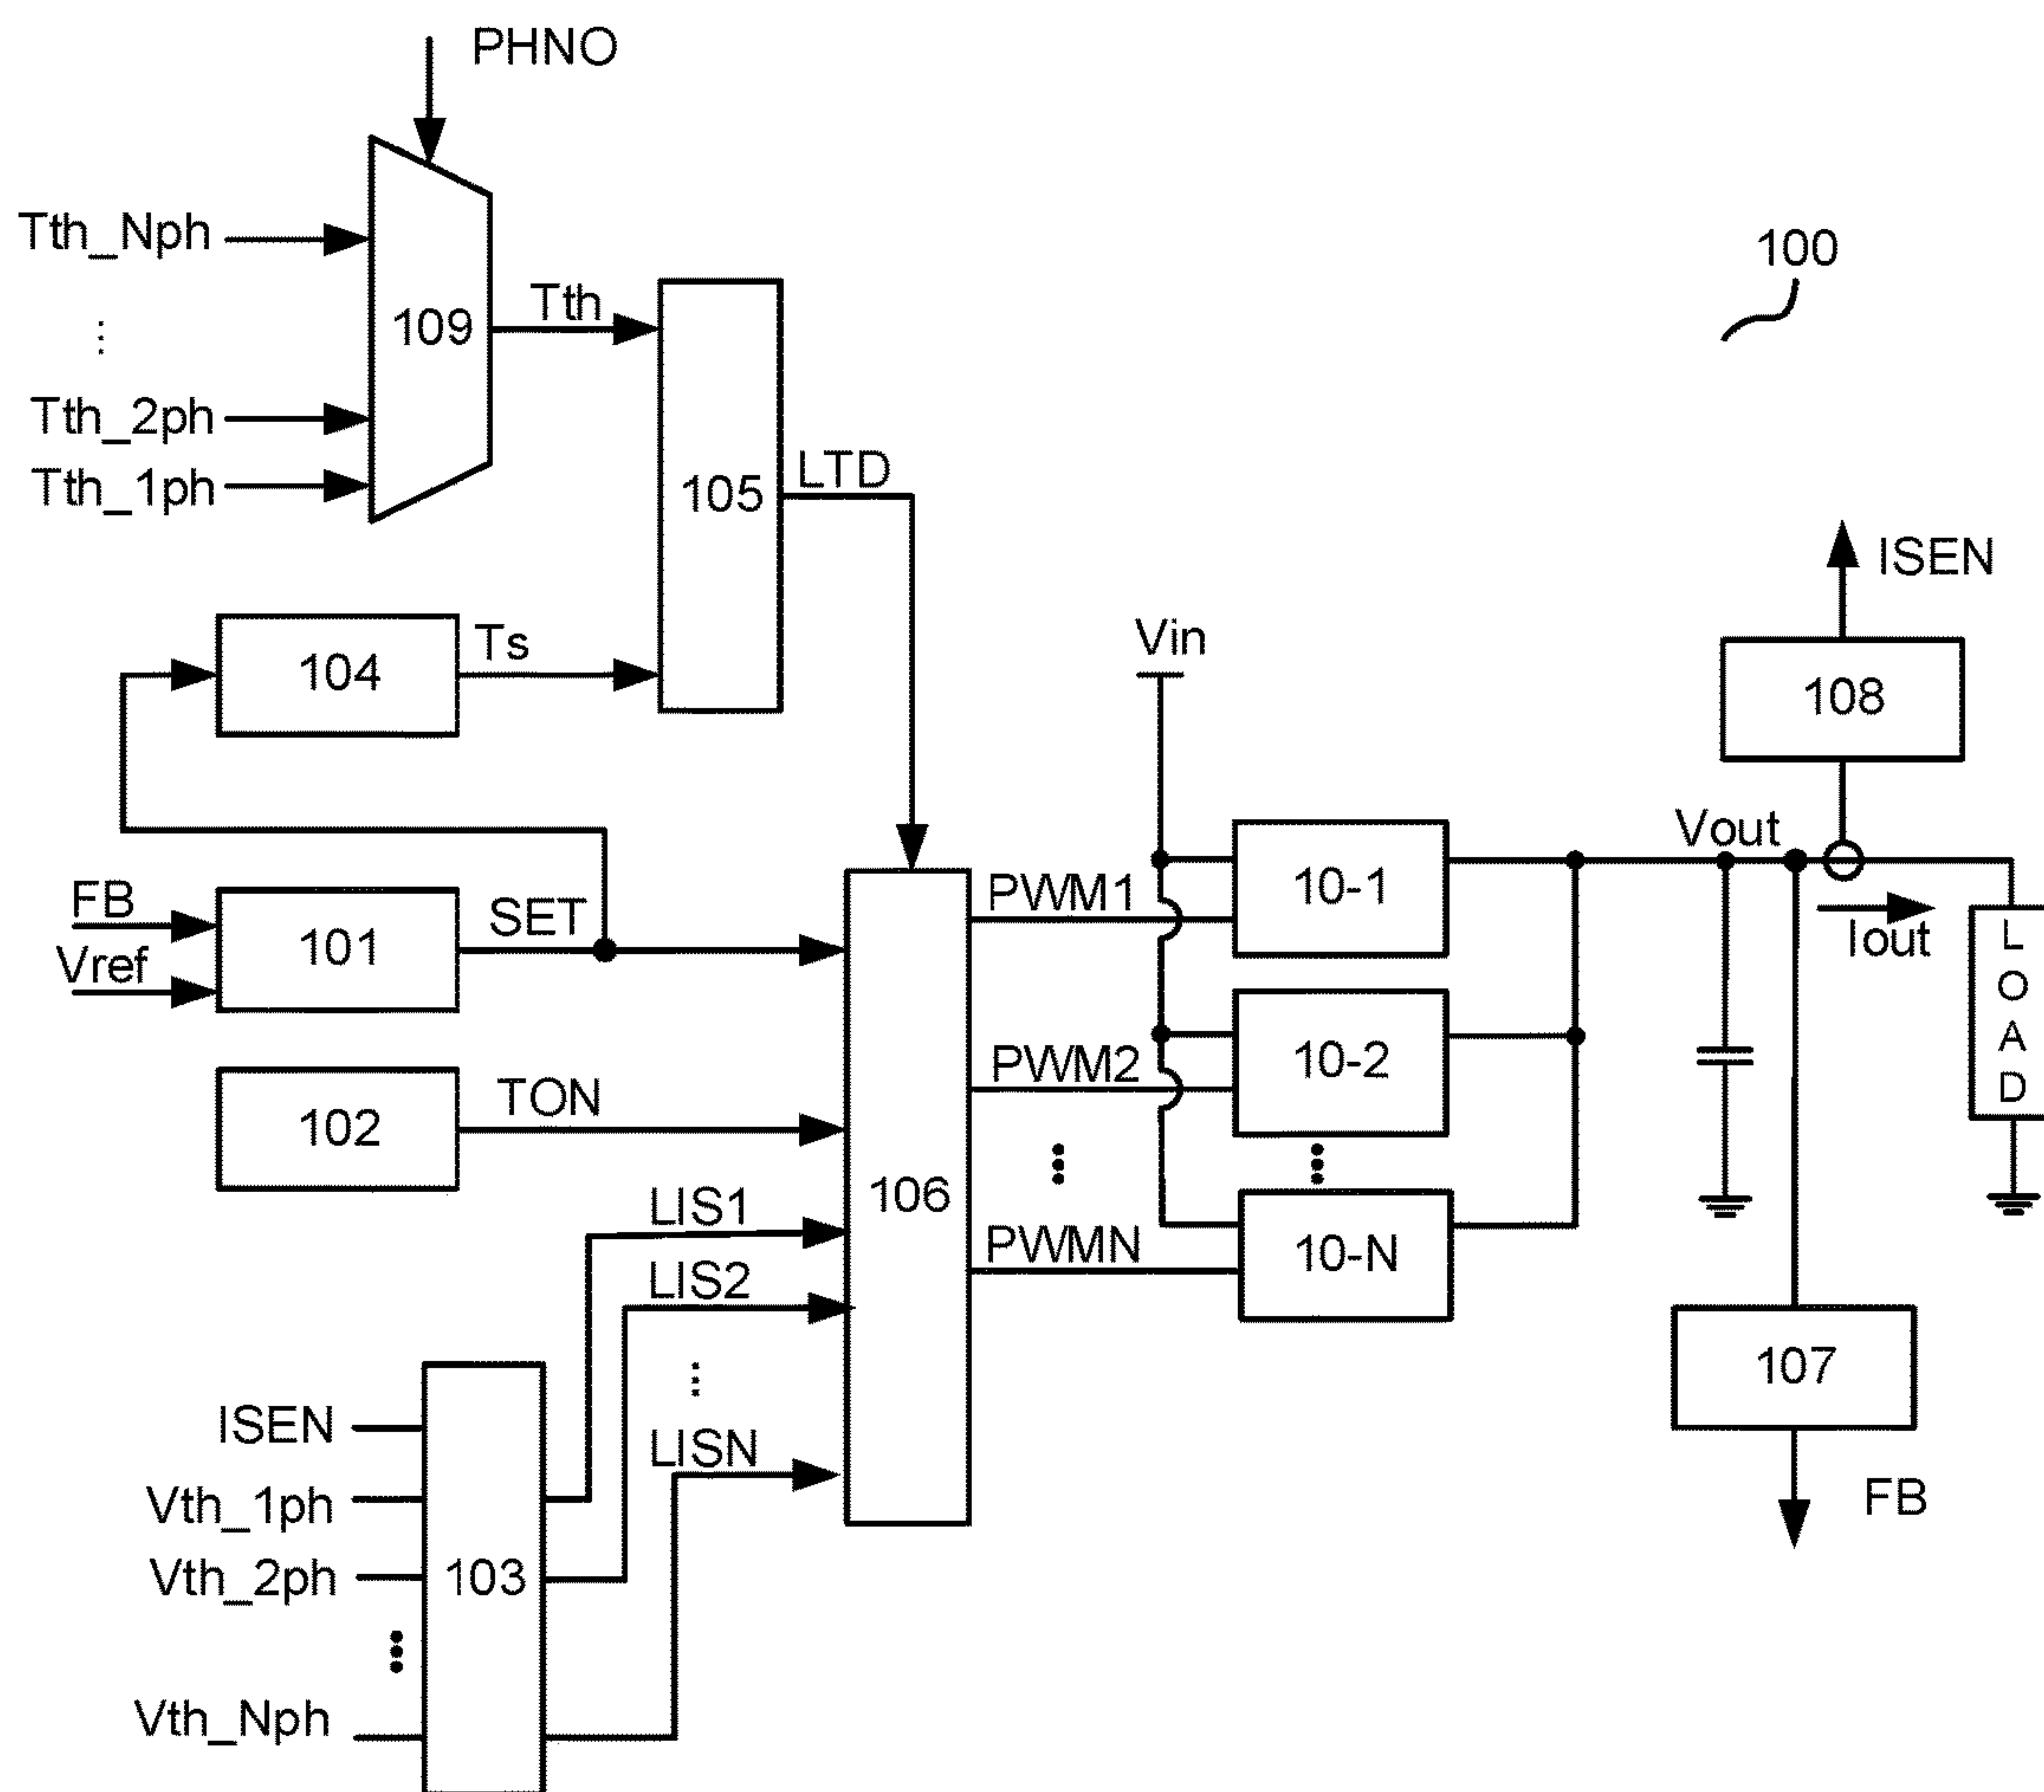 PHNO
Tth_Nph
...
Tth_2ph
Tth_1ph
109
Tth
105
LTD
100
104
Ts
FB
Vref
101
SET
102
TON
ISEN
Vth_1ph
Vth_2ph
...
Vth_Nph
103
LIS1
LIS2
...
LISN
106
PWM1
PWM2
...
PWMN
Vin
10-1
10-2
...
10-N
Vout
ISEN
108
Iout
LOAD
107
FB